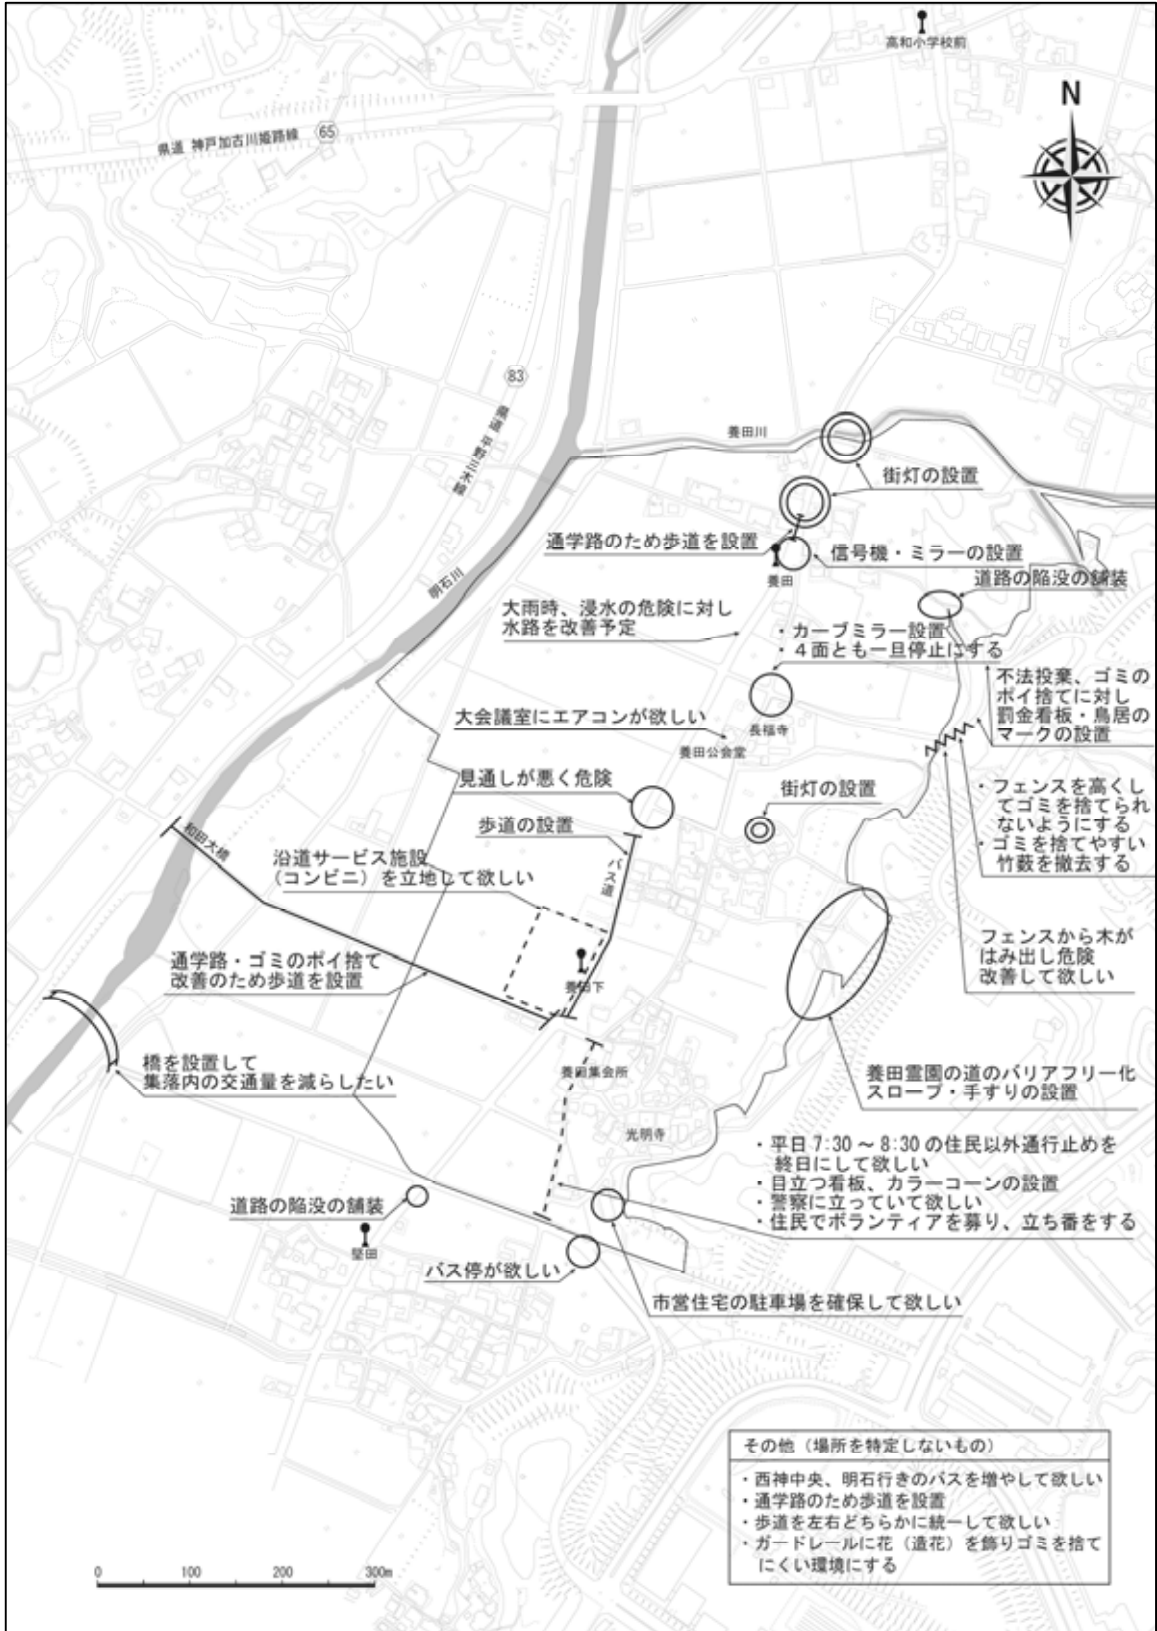 高和小学校前
N
県道 神戸加古川姫路線 65
83
県道 平野三木線
養田川
街灯の設置
通学路のため歩道を設置
信号機・ミラーの設置
養田
道路の陥没の舗装
明石川
大雨時、浸水の危険に対し
水路を改善予定
・カーブミラー設置
・４面とも一旦停止にする
不法投棄、ゴミの
ポイ捨てに対し
罰金看板・鳥居の
マークの設置
大会議室にエアコンが欲しい
長福寺
養田公会堂
見通しが悪く危険
街灯の設置
・フェンスを高くし
てゴミを捨てられ
ないようにする
・ゴミを捨てやすい
竹藪を撤去する
歩道の設置
和田大橋
沿道サービス施設
（コンビニ）を立地して欲しい
バス道
フェンスから木が
はみ出し危険
改善して欲しい
通学路・ゴミのポイ捨て
改善のため歩道を設置
養田下
橋を設置して
集落内の交通量を減らしたい
養田集会所
養田霊園の道のバリアフリー化
スロープ・手すりの設置
光明寺
・平日 7:30 ～ 8:30 の住民以外通行止めを
終日にして欲しい
・目立つ看板、カラーコーンの設置
・警察に立っていて欲しい
・住民でボランティアを募り、立ち番をする
道路の陥没の舗装
堅田
バス停が欲しい
市営住宅の駐車場を確保して欲しい
その他（場所を特定しないもの）
・西神中央、明石行きのバスを増やして欲しい
・通学路のため歩道を設置
・歩道を左右どちらかに統一して欲しい
・ガードレールに花（造花）を飾りゴミを捨て
にくい環境にする
0 100 200 300m